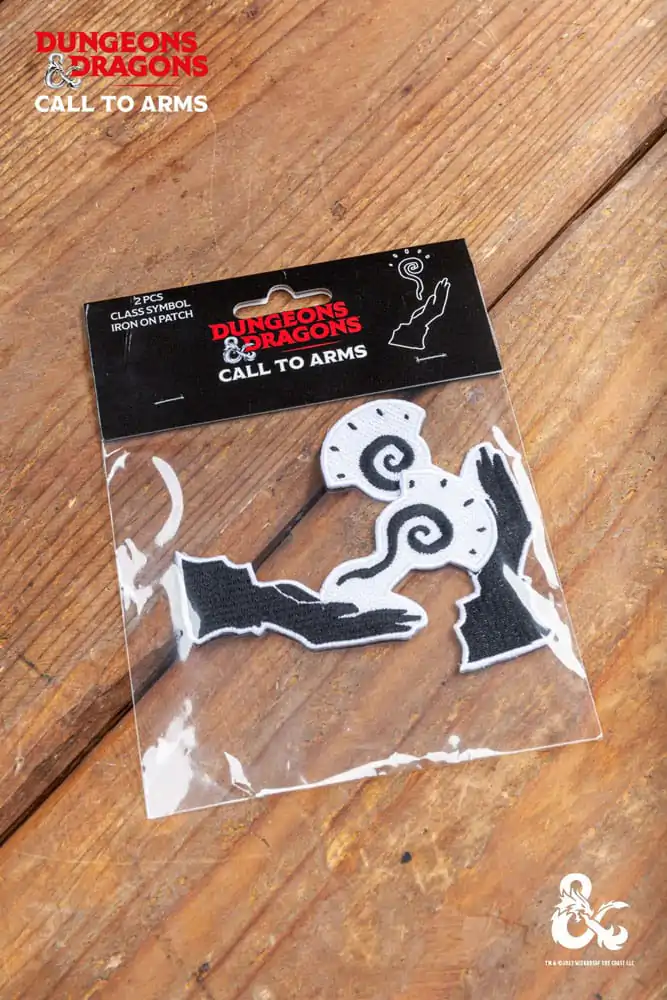 DUNGEONS
& DRAGONS
CALL TO ARMS
2 PCS
CLASS SYMBOL
IRON ON PATCH
DUNGEONS
& DRAGONS
CALL TO ARMS
&